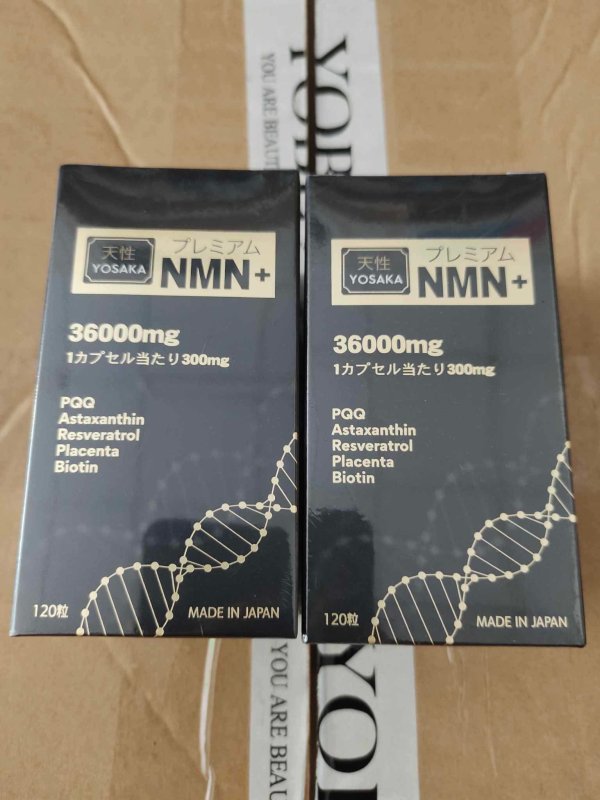 YOU ARE BEAUT
YOB
天性
YOSAKA
プレミアム
NMN+
36000mg
1カプセル当たり300mg
PQQ
Astaxanthin
Resveratrol
Placenta
Biotin
120粒
MADE IN JAPAN
天性
YOSAKA
プレミアム
NMN+
36000mg
1カプセル当たり300mg
PQQ
Astaxanthin
Resveratrol
Placenta
Biotin
120粒
MADE IN JAPAN
YOU ARE BEAU
YO